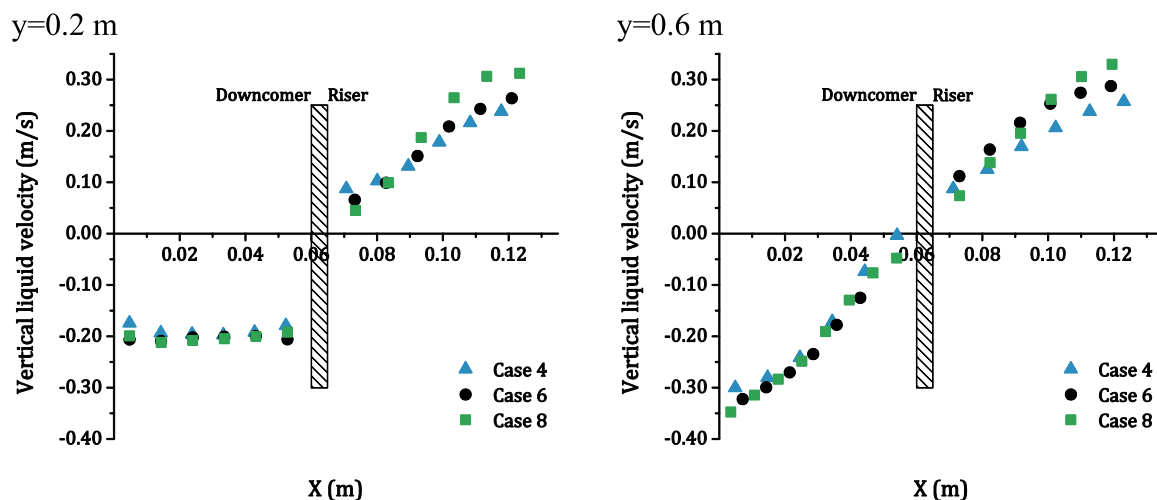 y=0.2 m
Vertical liquid velocity (m/s)
0.30
0.20
0.10
0.00
-0.10
-0.20
-0.30
-0.40
Downcomer
Riser
0.02
0.04
0.06
0.08
0.10
0.12
Case 4
Case 6
Case 8
X (m)
y=0.6 m
Vertical liquid velocity (m/s)
0.30
0.20
0.10
0.00
-0.10
-0.20
-0.30
-0.40
Downcomer
Riser
0.02
0.04
0.06
0.08
0.10
0.12
Case 4
Case 6
Case 8
X (m)